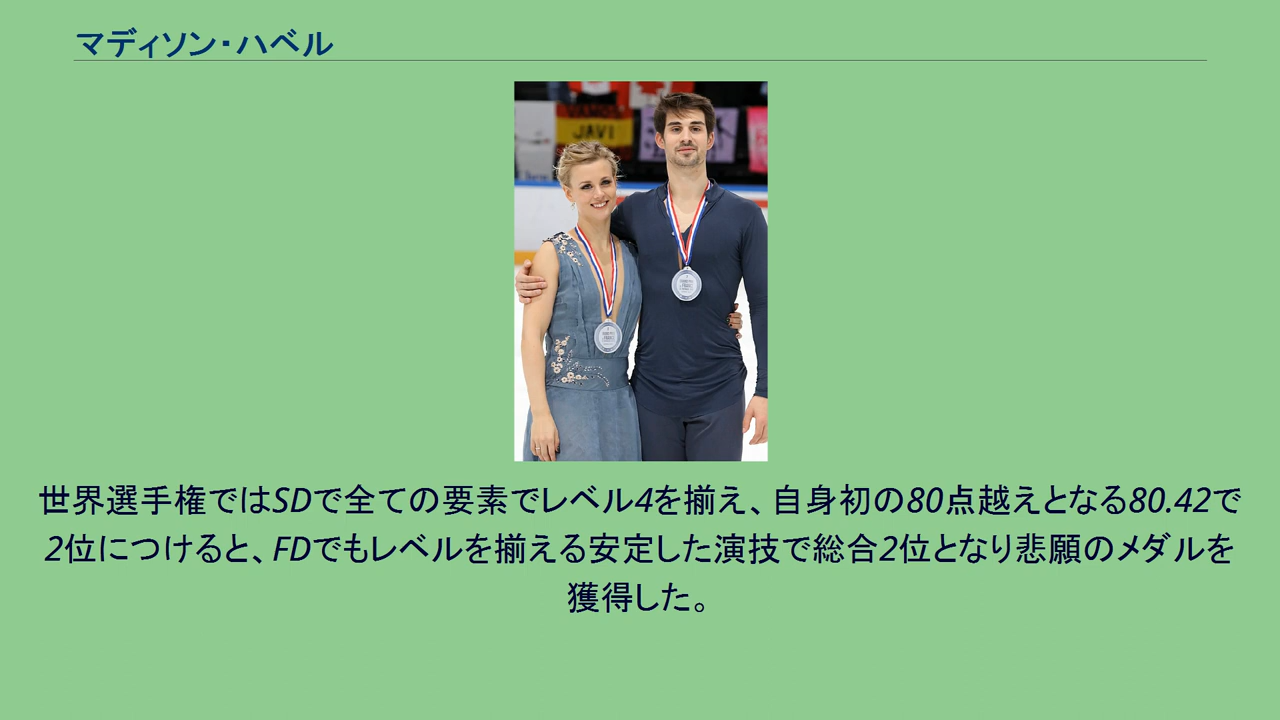 マディソン・ハベル
JAVI
世界選手権ではSDで全ての要素でレベル4を揃え、自身初の80点越えとなる80.42で
2位につけると、FDでもレベルを揃える安定した演技で総合2位となり悲願のメダルを
獲得した。